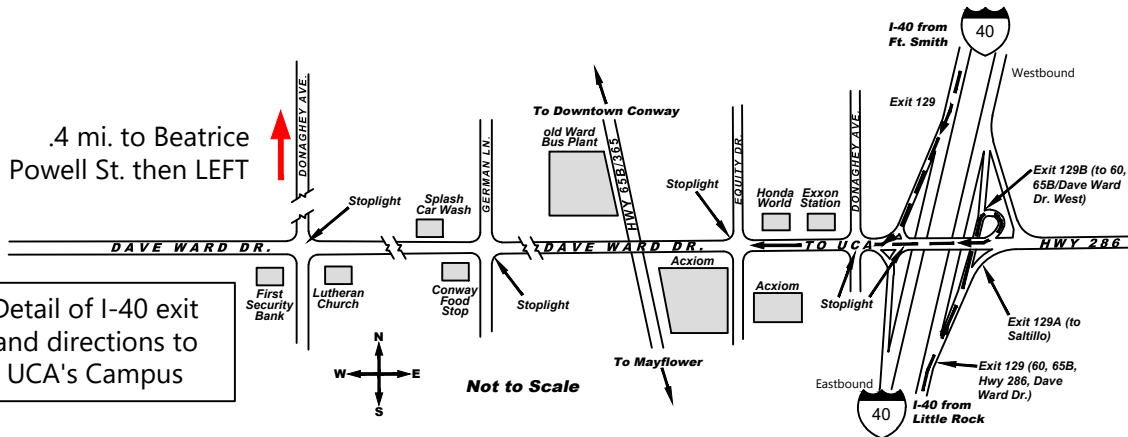 I-40 from
Ft. Smith
40
Westbound
Exit 129
DONAGHEY AVE.
.4 mi. to Beatrice
Powell St. then LEFT
Stoplight
Splash
Car Wash
GERMAN LN.
To Downtown Conway
old Ward
Bus Plant
HWY 65B/365
Stoplight
EQUITY DR.
Honda
World
Exxon
Station
DONAGHEY AVE.
Exit 129B (to 60,
65B/Dave Ward
Dr. West)
DAVE WARD DR.
DAVE WARD DR.
TO UCA
HWY 286
First
Security
Bank
Lutheran
Church
Conway
Food
Stop
Stoplight
Acxiom
Acxiom
Stoplight
Exit 129A (to
Saltillo)
Detail of I-40 exit
and directions to
UCA's Campus
N
W
E
S
Not to Scale
To Mayflower
Eastbound
40
I-40 from
Little Rock
Exit 129 (60, 65B,
Hwy 286, Dave
Ward Dr.)